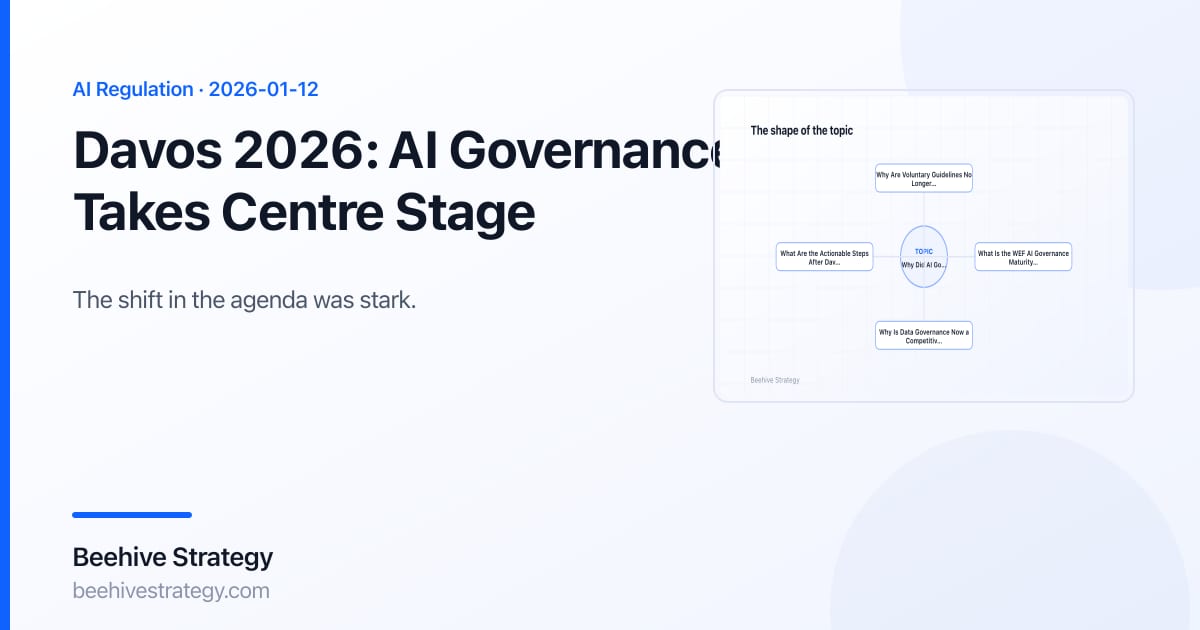 AI Regulation · 2026-01-12
Davos 2026: AI Governance
Takes Centre Stage
The shift in the agenda was stark.
The shape of the topic
Why Are Voluntary Guidelines No
Longer...
What Are the Actionable Steps
After Dav...
TOPIC
Why Did AI Go...
What Is the WEF AI Governance
Maturity...
Why Is Data Governance Now a
Competitiv...
Beehive Strategy
Beehive Strategy
beehivestrategy.com